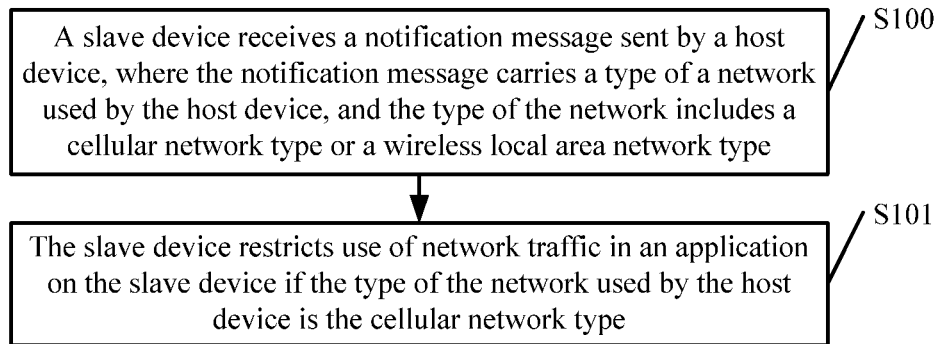 A slave device receives a notification message sent by a host
device, where the notification message carries a type of a network
used by the host device, and the type of the network includes a
cellular network type or a wireless local area network type
S100
The slave device restricts use of network traffic in an application
on the slave device if the type of the network used by the host
device is the cellular network type
S101